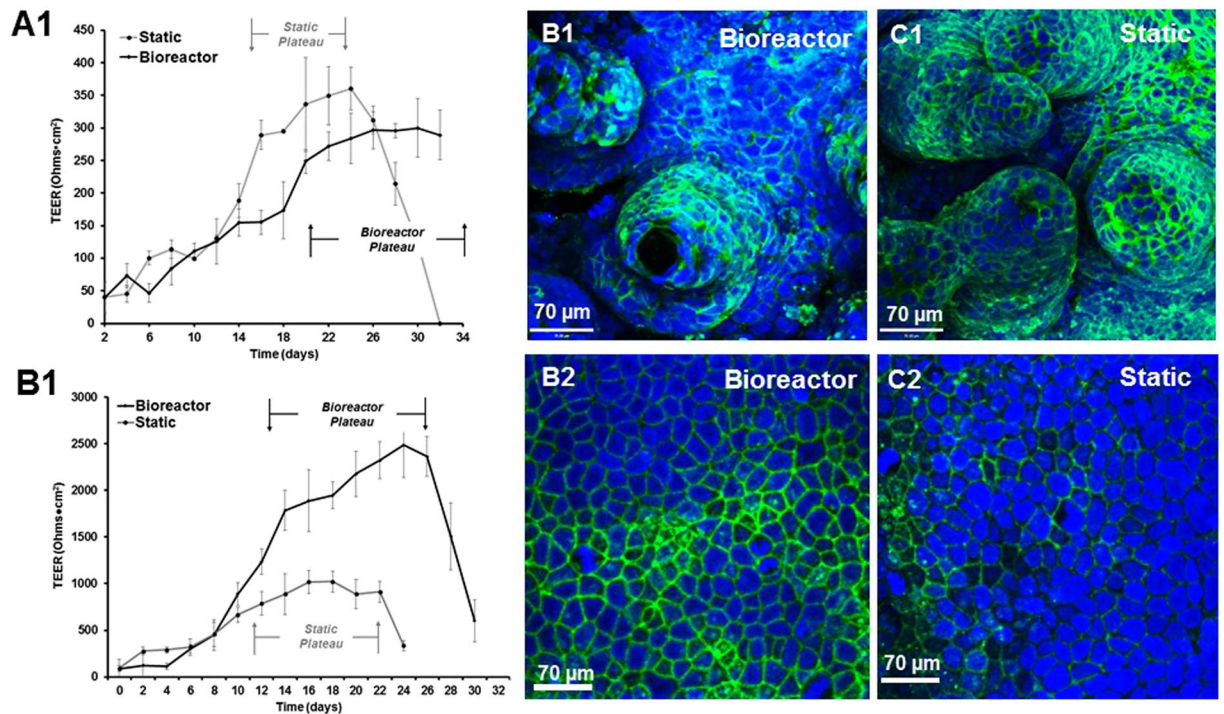 A1
Static
Bioreactor
Static
Plateau
450
400
350
300
250
200
150
100
50
0
TEER (Ohms•cm²)
Bioreactor
Plateau
2 6 10 14 18 22 26 30 34
Time (days)
B1 Bioreactor
70 µm
C1 Static
70 µm
B1
Bioreactor
Static
Bioreactor
Plateau
3000
2500
2000
1500
1000
500
0
TEER (Ohms•cm²)
Static
Plateau
0 2 4 6 8 10 12 14 16 18 20 22 24 26 28 30 32
Time (days)
B2 Bioreactor
70 µm
C2 Static
70 µm